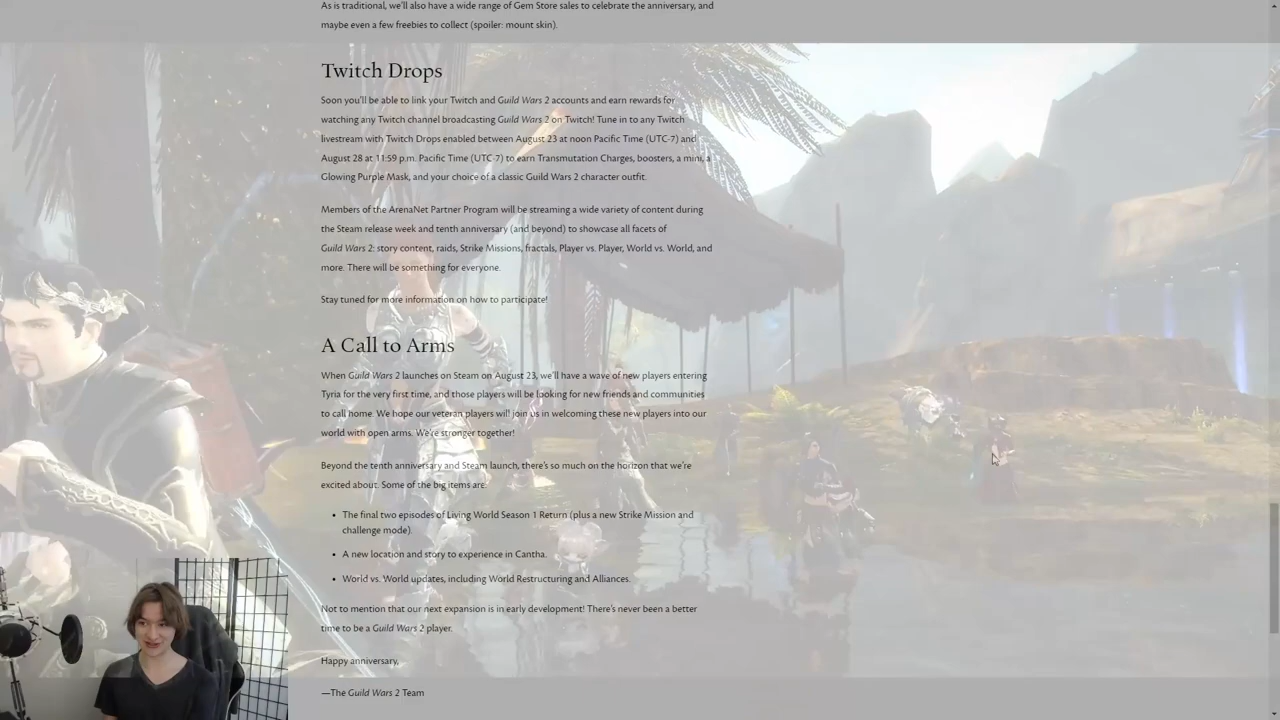 As is traditional, we'll also have a wide range of Gem Store sales to celebrate the anniversary, and
maybe even a few freebies to collect (spoiler: mount skin).
Twitch Drops
Soon you'll be able to link your Twitch and Guild Wars 2 accounts and earn rewards for
watching any Twitch channel broadcasting Guild Wars 2 on Twitch! Tune in to any Twitch
livestream with Twitch Drops enabled between August 23 at noon Pacific Time (UTC-7) and
August 28 at 11:59 p.m. Pacific Time (UTC-7) to earn Transmutation Charges, boosters, a mini, a
Glowing Purple Mask, and your choice of a classic Guild Wars 2 character outfit.
Members of the ArenaNet Partner Program will be streaming a wide variety of content during
the Steam release week and tenth anniversary (and beyond) to showcase all facets of
Guild Wars 2: story content, raids, Strike Missions, fractals, Player vs. Player, World vs. World, and
more. There will be something for everyone.
Stay tuned for more information on how to participate!
A Call to Arms
When Guild Wars 2 launches on Steam on August 23, we'll have a wave of new players entering
Tyria for the very first time, and those players will be looking for new friends and communities
to call home. We hope our veteran players will join us in welcoming these new players into our
world with open arms. We're stronger together!
Beyond the tenth anniversary and Steam launch, there's so much on the horizon that we're
excited about. Some of the big items are:
• The final two episodes of Living World Season 1 Return (plus a new Strike Mission and
challenge mode).
• A new location and story to experience in Cantha.
• World vs. World updates, including World Restructuring and Alliances.
Not to mention that our next expansion is in early development! There's never been a better
time to be a Guild Wars 2 player.
Happy anniversary,
—The Guild Wars 2 Team